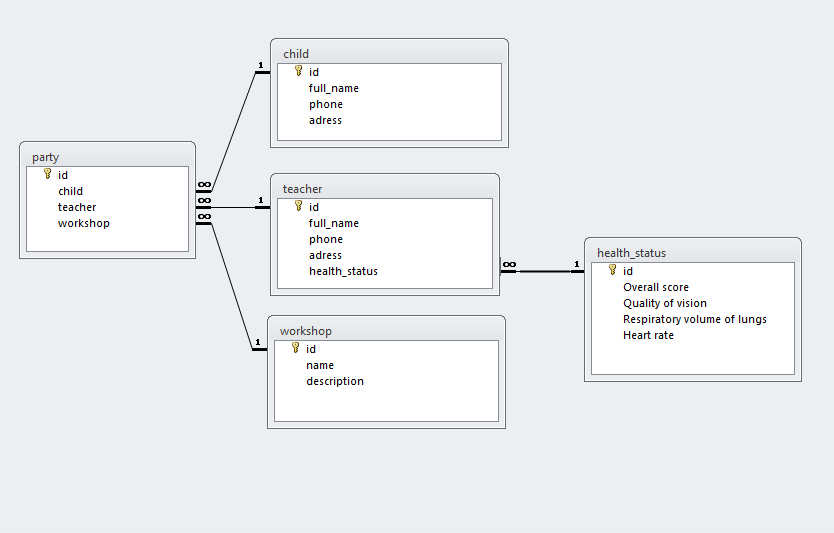 child
id
full_name
phone
adress
1
party
id
child
teacher
workshop
∞
∞
∞
teacher
id
full_name
phone
adress
health_status
1
∞
1
health_status
id
Overall score
Quality of vision
Respiratory volume of lungs
Heart rate
workshop
id
name
description
1